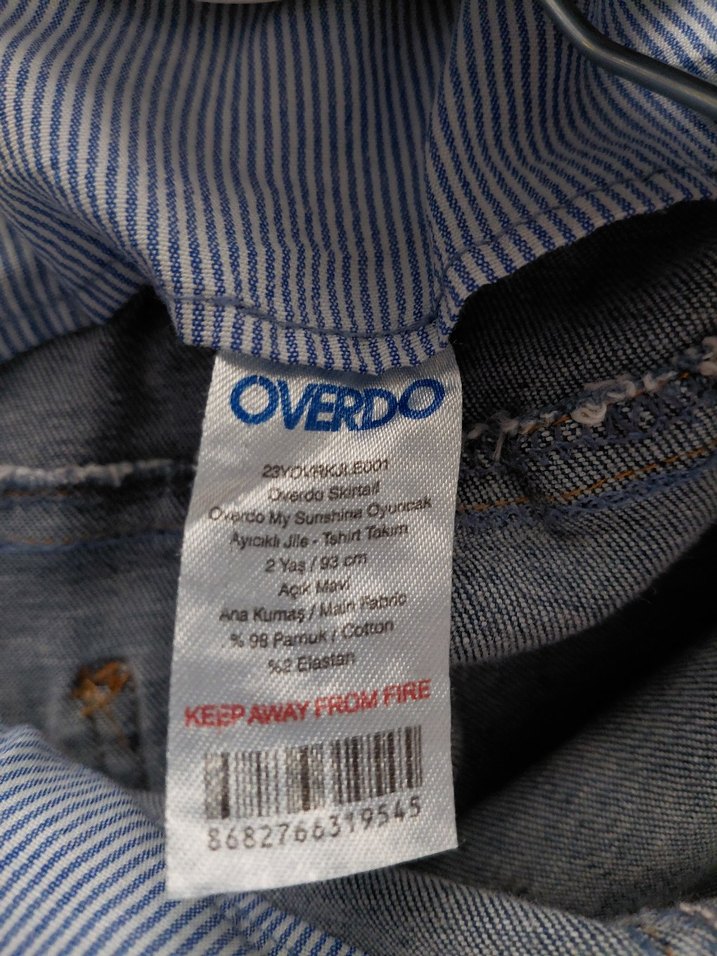 OVERDO
23YOVRKJLE001
Overdo Skirtall
Overdo My Sunshine Oyuncak
Ayıcıklı Jile - Tshirt Takım
2 Yaş / 93 cm
Açık Mavi
Ana Kumaş / Main Fabric
% 98 Pamuk / Cotton
%2 Elastan
KEEP AWAY FROM FIRE
8682766319545